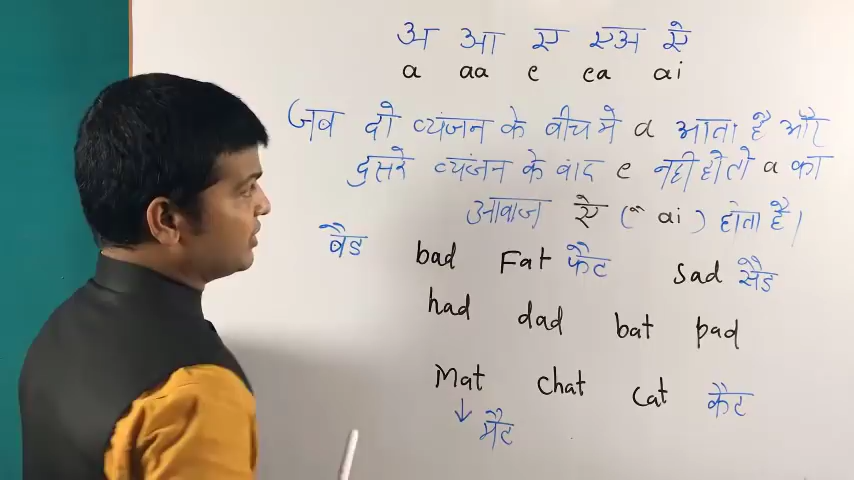 अ आ ए एअ ऐ
a aa e ea ai
जब दो व्यंजन के बीच मे a आता है और
दुसरे व्यंजन के बाद e नही हो तो a का
आवाज ऐ (ै ai) होता है।
बैड bad Fat फैट Sad सैड
had dad bat pad
Mat chat cat कैट
↓ मैट